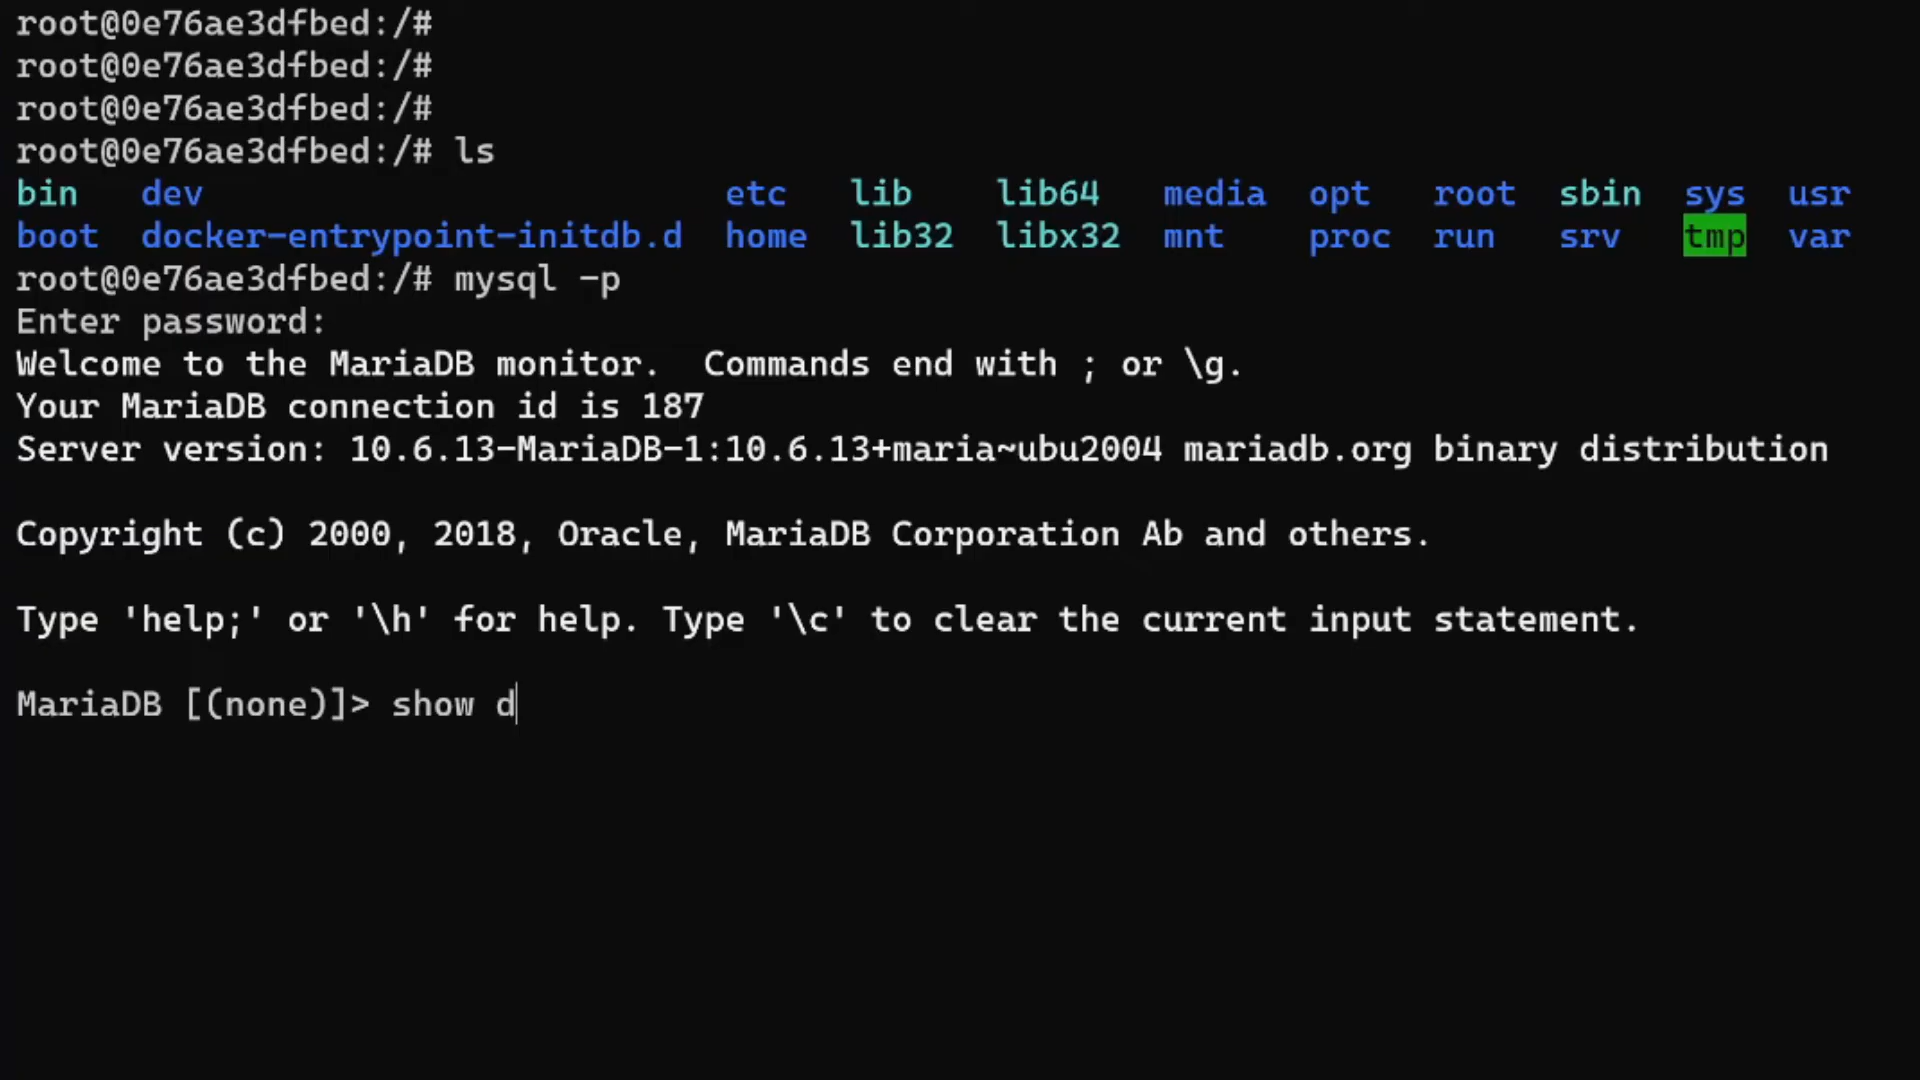 root@0e76ae3dfbed:/#
root@0e76ae3dfbed:/#
root@0e76ae3dfbed:/#
root@0e76ae3dfbed:/# ls
bin   dev                         etc   lib    lib64   media  opt   root  sbin  sys  usr
boot  docker-entrypoint-initdb.d  home  lib32  libx32  mnt    proc  run   srv   tmp  var
root@0e76ae3dfbed:/# mysql -p
Enter password:
Welcome to the MariaDB monitor.  Commands end with ; or \g.
Your MariaDB connection id is 187
Server version: 10.6.13-MariaDB-1:10.6.13+maria~ubu2004 mariadb.org binary distribution
Copyright (c) 2000, 2018, Oracle, MariaDB Corporation Ab and others.
Type 'help;' or '\h' for help. Type '\c' to clear the current input statement.
MariaDB [(none)]> show d